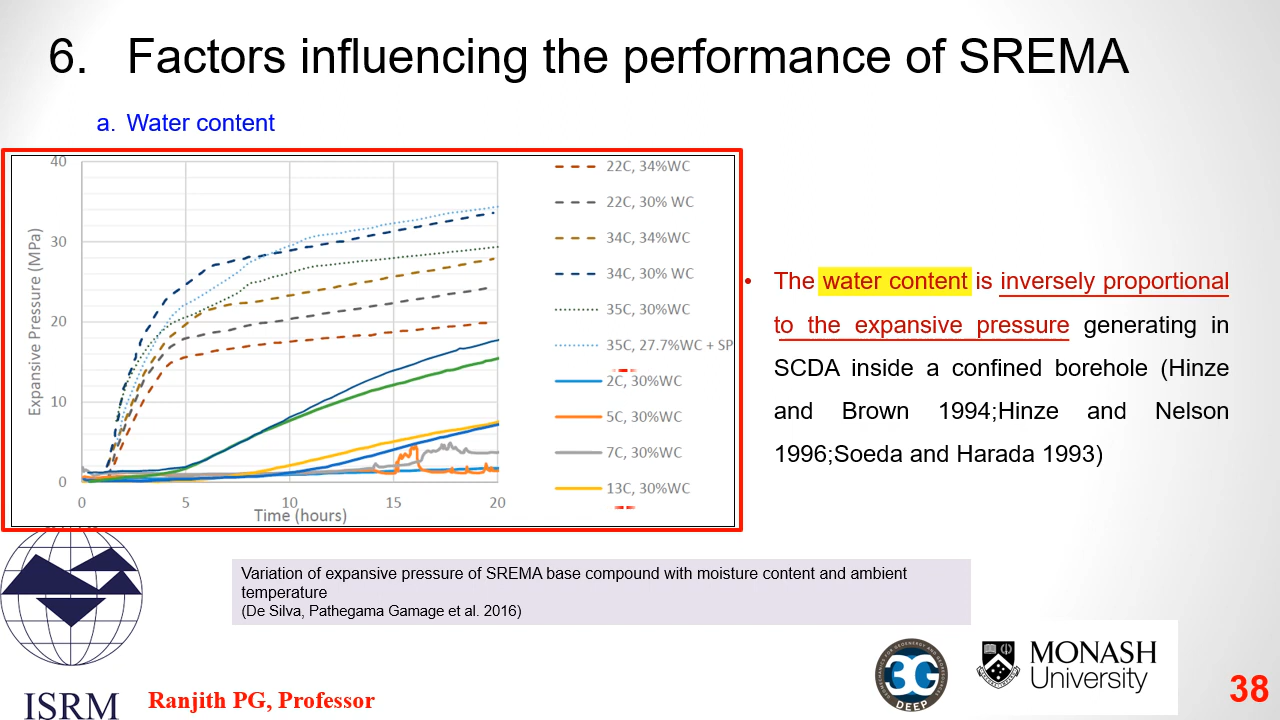 6. Factors influencing the performance of SREMA
a. Water content
40
30
20
10
0
Expansive Pressure (MPa)
0 5 10 15 20
Time (hours)
22C, 34%WC
22C, 30% WC
34C, 34%WC
34C, 30% WC
35C, 30%WC
35C, 27.7%WC + SP
2C, 30%WC
5C, 30%WC
7C, 30%WC
13C, 30%WC
• The water content is inversely proportional
to the expansive pressure generating in
SCDA inside a confined borehole (Hinze
and Brown 1994;Hinze and Nelson
1996;Soeda and Harada 1993)
Variation of expansive pressure of SREMA base compound with moisture content and ambient
temperature
(De Silva, Pathegama Gamage et al. 2016)
ISRM
Ranjith PG, Professor
3G
DEEP
MONASH
University
38